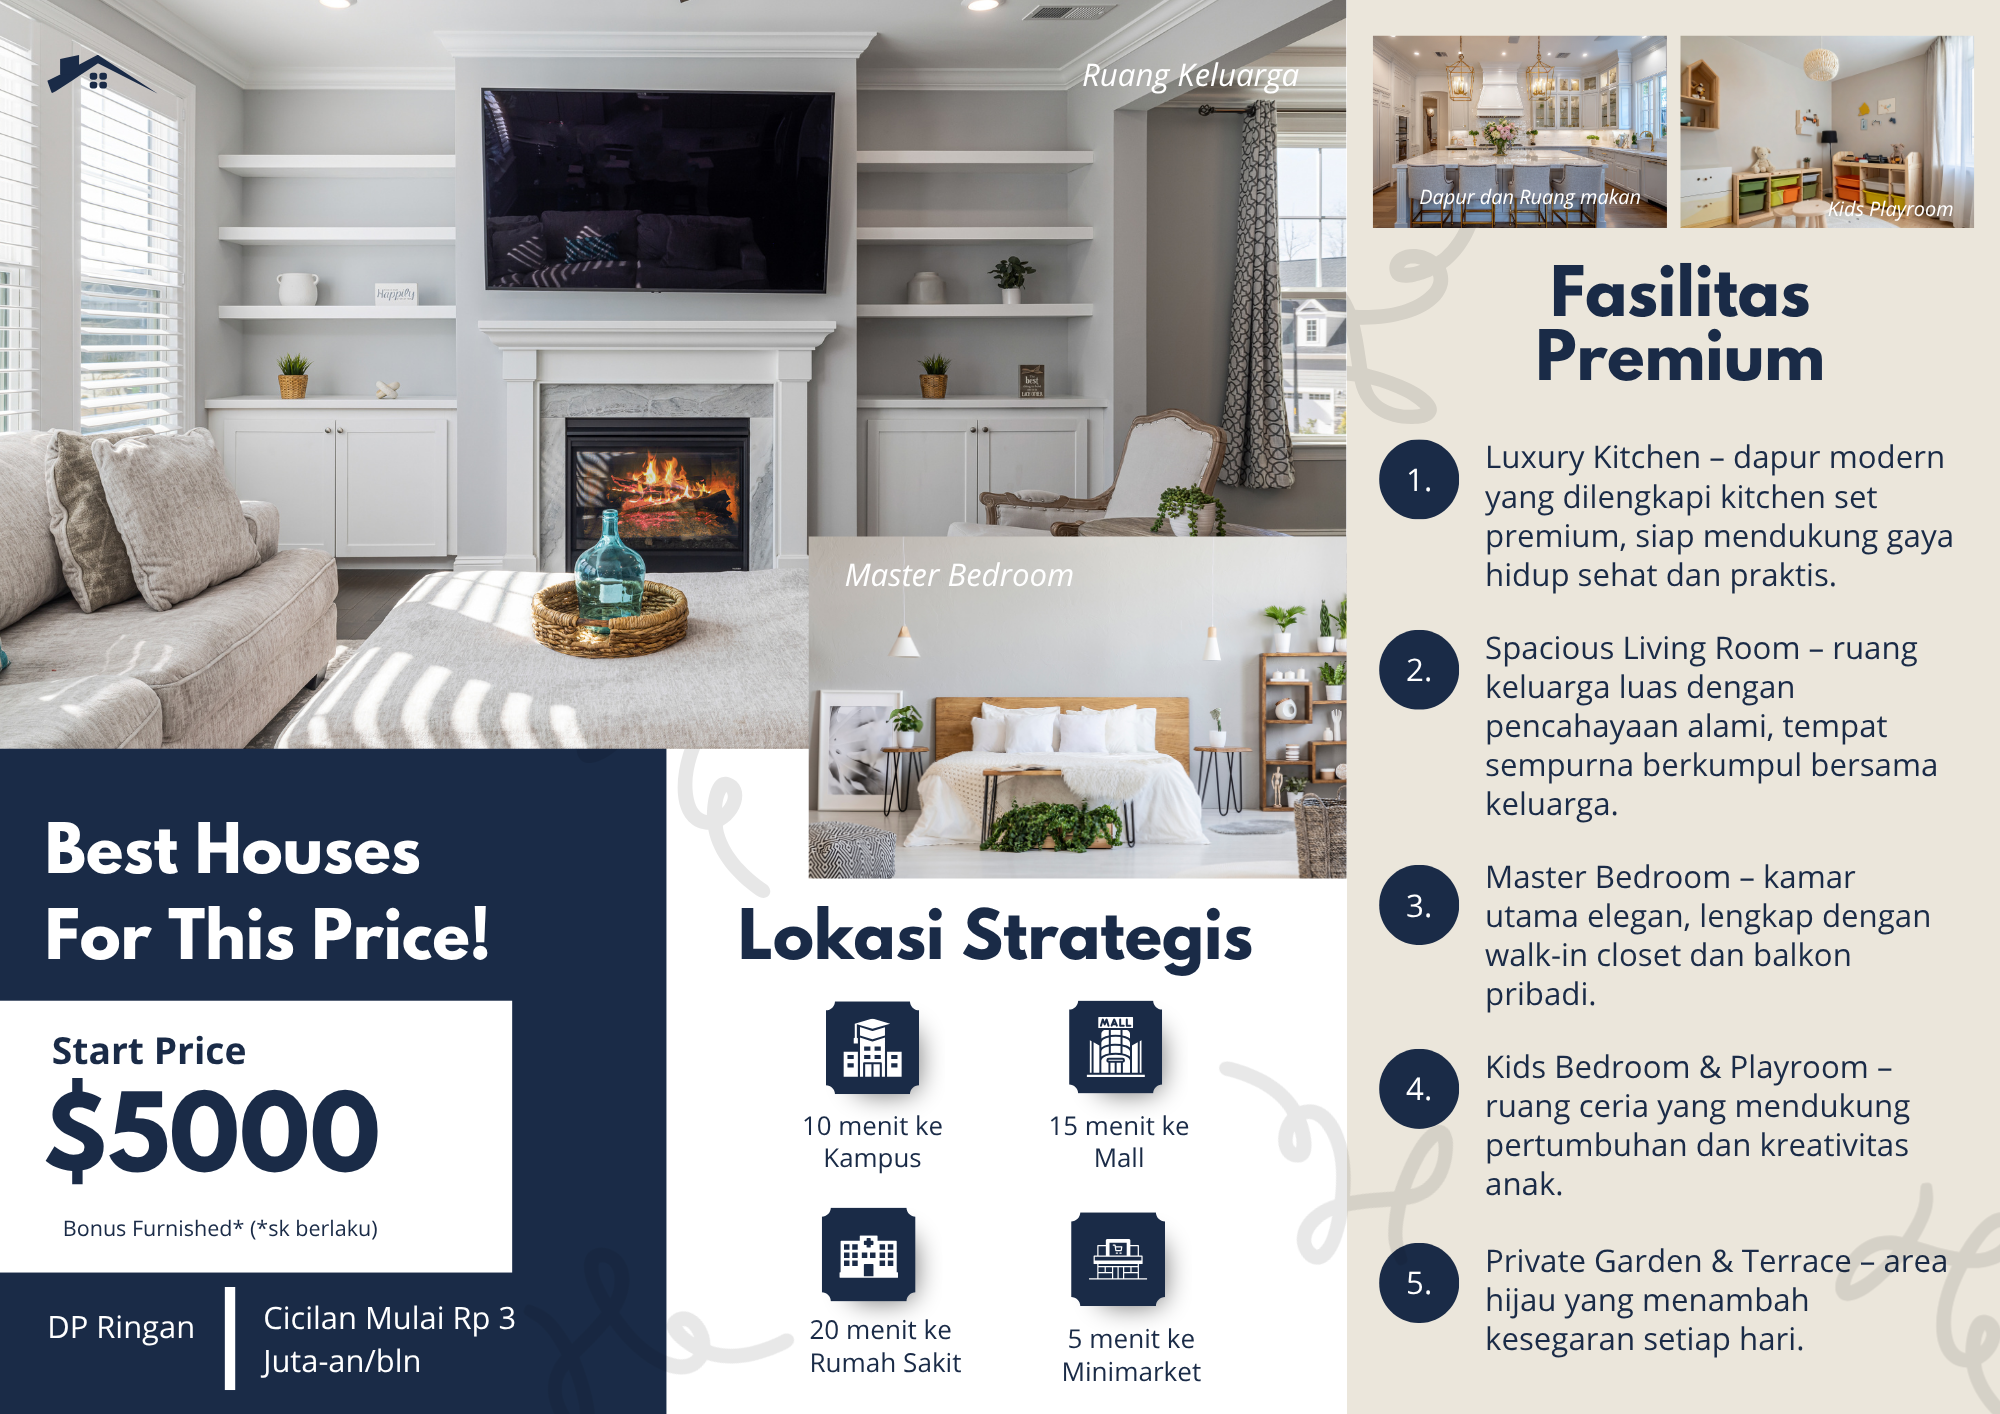 Ruang Keluarga
Happily
best
Master Bedroom
Dapur dan Ruang makan
Kids Playroom
Best Houses
For This Price!
Start Price
$5000
Bonus Furnished* (*sk berlaku)
DP Ringan
Cicilan Mulai Rp 3
Juta-an/bln
Lokasi Strategis
10 menit ke
Kampus
MALL
15 menit ke
Mall
20 menit ke
Rumah Sakit
5 menit ke
Minimarket
Fasilitas
Premium
1.
Luxury Kitchen – dapur modern
yang dilengkapi kitchen set
premium, siap mendukung gaya
hidup sehat dan praktis.
2.
Spacious Living Room – ruang
keluarga luas dengan
pencahayaan alami, tempat
sempurna berkumpul bersama
keluarga.
3.
Master Bedroom – kamar
utama elegan, lengkap dengan
walk-in closet dan balkon
pribadi.
4.
Kids Bedroom & Playroom –
ruang ceria yang mendukung
pertumbuhan dan kreativitas
anak.
5.
Private Garden & Terrace – area
hijau yang menambah
kesegaran setiap hari.